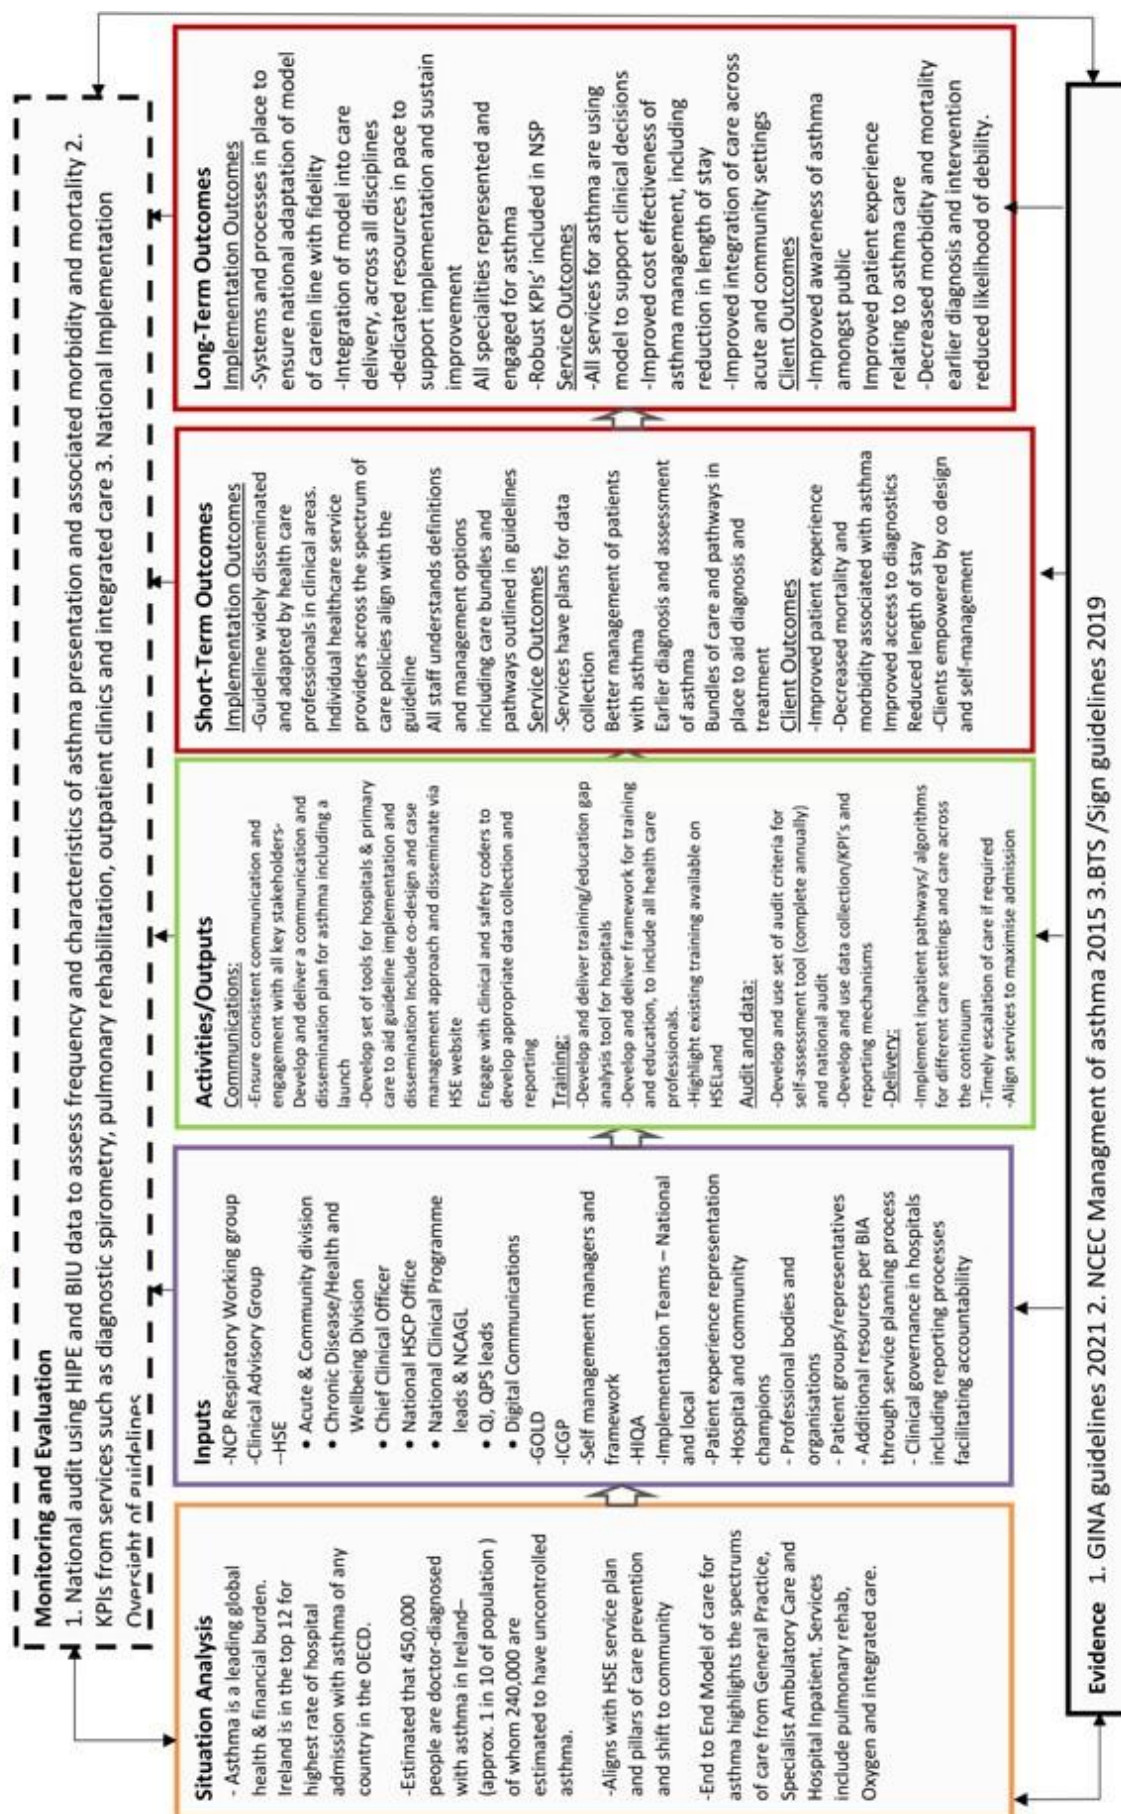 Monitoring and Evaluation
1. National audit using HIPE and BIU data to assess frequency and characteristics of asthma presentation and associated morbidity and mortality 2.
KPIs from services such as diagnostic spirometry, pulmonary rehabilitation, outpatient clinics and integrated care 3. National Implementation
Oversight of guidelines
Situation Analysis
- Asthma is a leading global
health & financial burden.
Ireland is in the top 12 for
highest rate of hospital
admission with asthma of any
country in the OECD.
-Estimated that 450,000
people are doctor-diagnosed
with asthma in Ireland–
(approx. 1 in 10 of population )
of whom 240,000 are
estimated to have uncontrolled
asthma.
-Aligns with HSE service plan
and pillars of care prevention
and shift to community
-End to End Model of care for
asthma highlights the spectrums
of care from General Practice,
Specialist Ambulatory Care and
Hospital Inpatient. Services
include pulmonary rehab,
Oxygen and integrated care.
Inputs
-NCP Respiratory Working group
-Clinical Advisory Group
–HSE
• Acute & Community division
• Chronic Disease/Health and
Wellbeing Division
• Chief Clinical Officer
• National HSCP Office
• National Clinical Programme
leads & NCAGL
• QI, QPS leads
• Digital Communications
-GOLD
-ICGP
-Self management managers and
framework
-HIQA
-Implementation Teams – National
and local
-Patient experience representation
-Hospital and community
champions
- Professional bodies and
organisations
- Patient groups/representatives
- Additional resources per BIA
through service planning process
- Clinical governance in hospitals
including reporting processes
facilitating accountability
Activities/Outputs
Communications:
-Ensure consistent communication and
engagement with all key stakeholders-
Develop and deliver a communication and
dissemination plan for asthma including a
launch
-Develop set of tools for hospitals & primary
care to aid guideline implementation and
dissemination Include co-design and case
management approach and disseminate via
HSE website
Engage with clinical and safety coders to
develop appropriate data collection and
reporting
Training:
-Develop and deliver training/education gap
analysis tool for hospitals
-Develop and deliver framework for training
and education, to include all health care
professionals.
-Highlight existing training available on
HSELand
Audit and data:
-Develop and use set of audit criteria for
self-assessment tool (complete annually)
and national audit
-Develop and use data collection/KPI's and
reporting mechanisms
-Delivery:
-Implement inpatient pathways/ algorithms
for different care settings and care across
the continuum
-Timely escalation of care if required
-Align services to maximise admission
Short-Term Outcomes
Implementation Outcomes
-Guideline widely disseminated
and adapted by health care
professionals in clinical areas.
Individual healthcare service
providers across the spectrum of
care policies align with the
guideline
All staff understands definitions
and management options
including care bundles and
pathways outlined in guidelines
Service Outcomes
-Services have plans for data
collection
Better management of patients
with asthma
Earlier diagnosis and assessment
of asthma
Bundles of care and pathways in
place to aid diagnosis and
treatment
Client Outcomes
-Improved patient experience
-Decreased mortality and
morbidity associated with asthma
Improved access to diagnostics
Reduced length of stay
-Clients empowered by co design
and self-management
Long-Term Outcomes
Implementation Outcomes
-Systems and processes in place to
ensure national adaptation of model
of carein line with fidelity
-Integration of model into care
delivery, across all disciplines
-dedicated resources in pace to
support implementation and sustain
improvement
All specialities represented and
engaged for asthma
-Robust KPIs' included in NSP
Service Outcomes
-All services for asthma are using
model to support clinical decisions
-Improved cost effectiveness of
asthma management, including
reduction in length of stay
-Improved integration of care across
acute and community settings
Client Outcomes
-Improved awareness of asthma
amongst public
Improved patient experience
relating to asthma care
-Decreased morbidity and mortality
earlier diagnosis and intervention
reduced likelihood of debility.
Evidence 1. GINA guidelines 2021 2. NCEC Managment of asthma 2015 3.BTS /Sign guidelines 2019